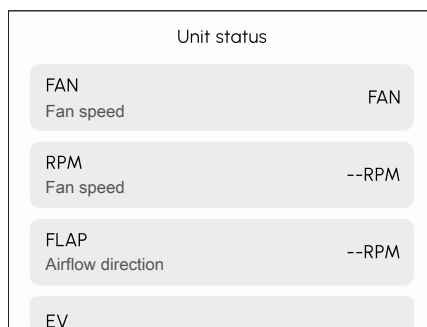 Unit status
FAN
Fan speed
FAN
RPM
Fan speed
--RPM
FLAP
Airflow direction
--RPM
EV